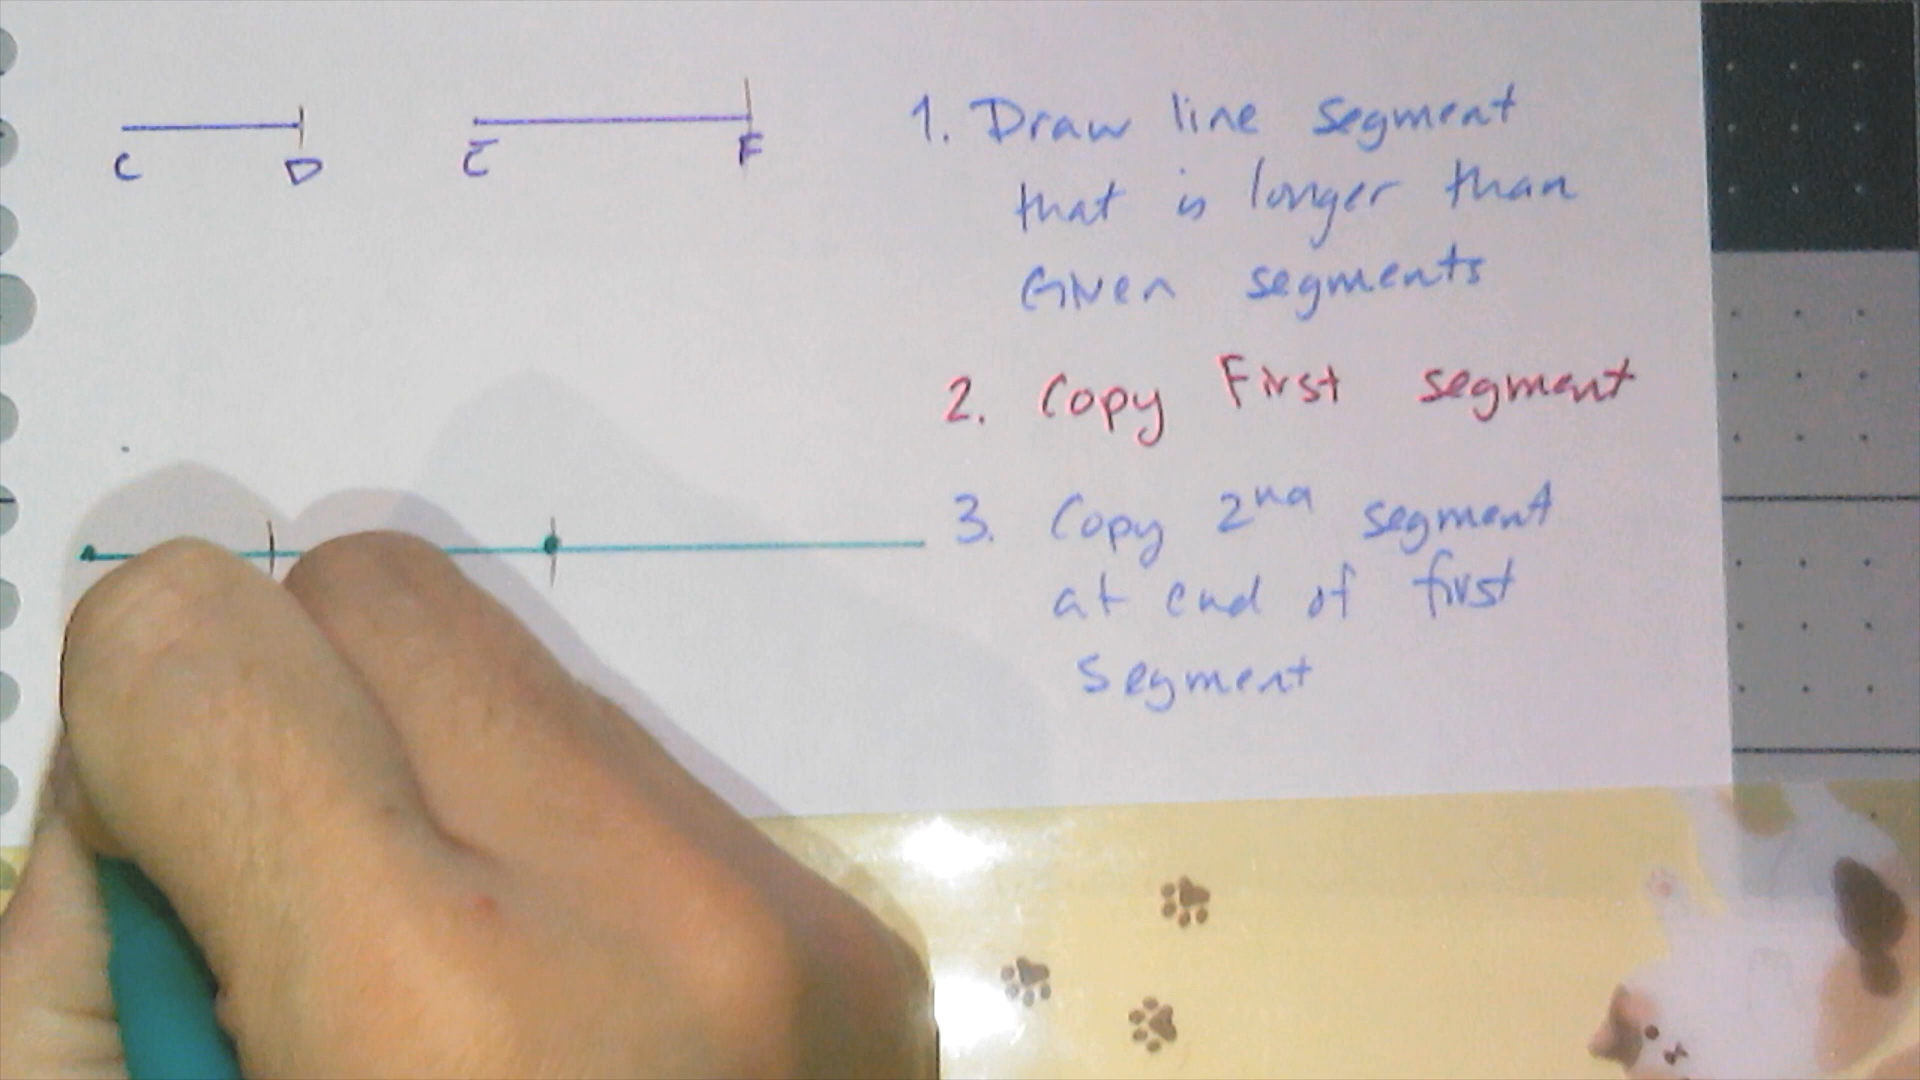 C D E F
1. Draw line segment
that is longer than
Given segments
2. Copy First segment
3. Copy 2nd segment
at end of first
segment